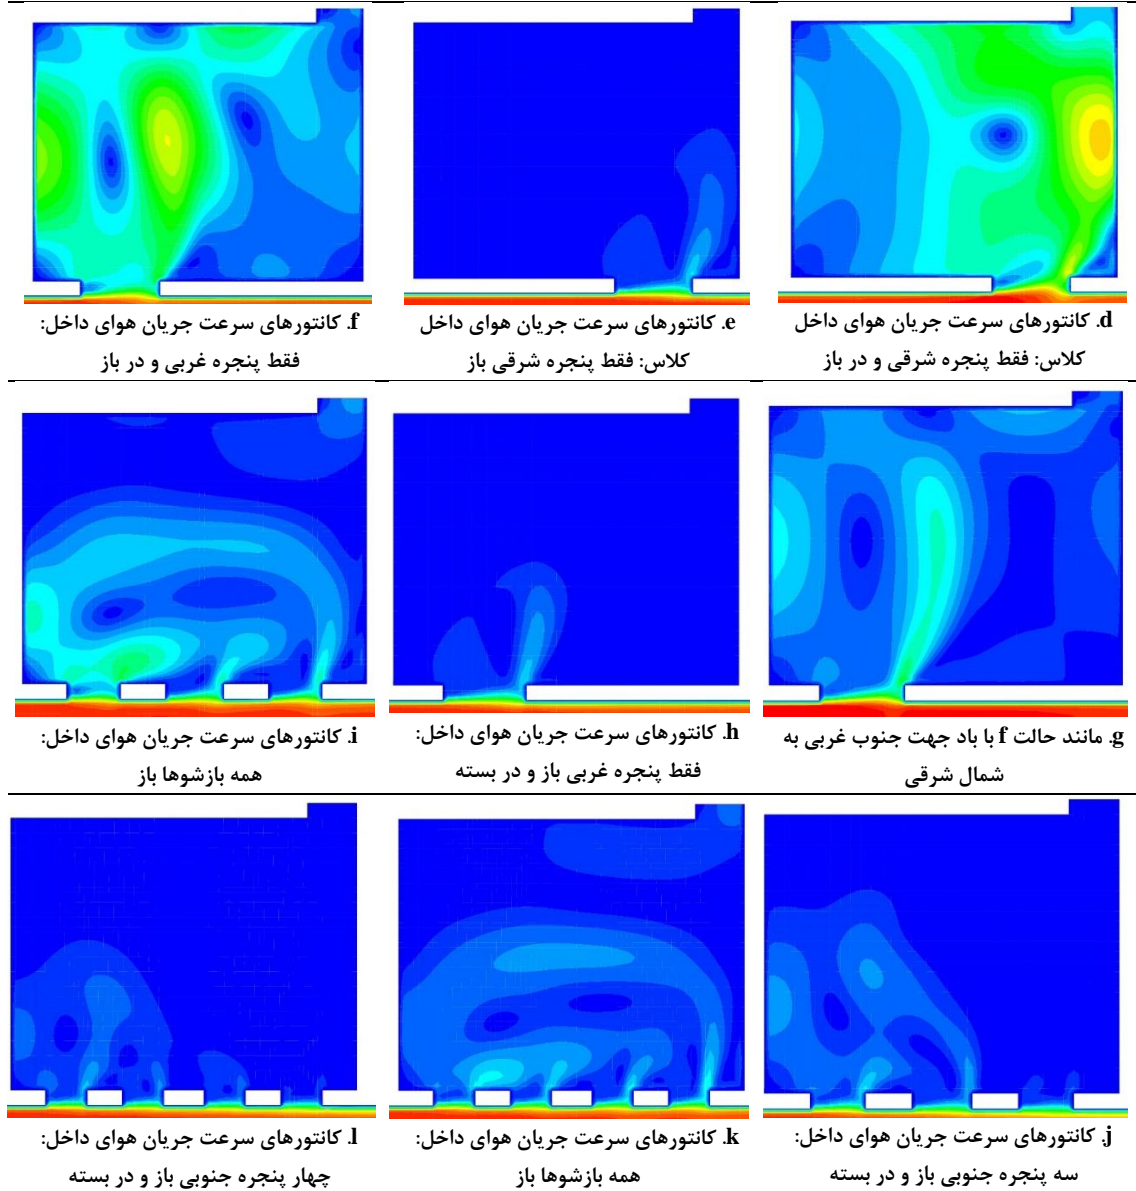 d. کانتورهای سرعت جریان هوای داخل
کلاس: فقط پنجره شرقی و در باز
e. کانتورهای سرعت جریان هوای داخل
کلاس: فقط پنجره شرقی باز
f. کانتورهای سرعت جریان هوای داخل:
فقط پنجره غربی و در باز
g. مانند حالت f با باد جهت جنوب غربی به
شمال شرقی
h. کانتورهای سرعت جریان هوای داخل:
فقط پنجره غربی باز و در بسته
i. کانتورهای سرعت جریان هوای داخل:
همه بازشوها باز
j. کانتورهای سرعت جریان هوای داخل:
سه پنجره جنوبی باز و در بسته
k. کانتورهای سرعت جریان هوای داخل:
همه بازشوها باز
l. کانتورهای سرعت جریان هوای داخل:
چهار پنجره جنوبی باز و در بسته